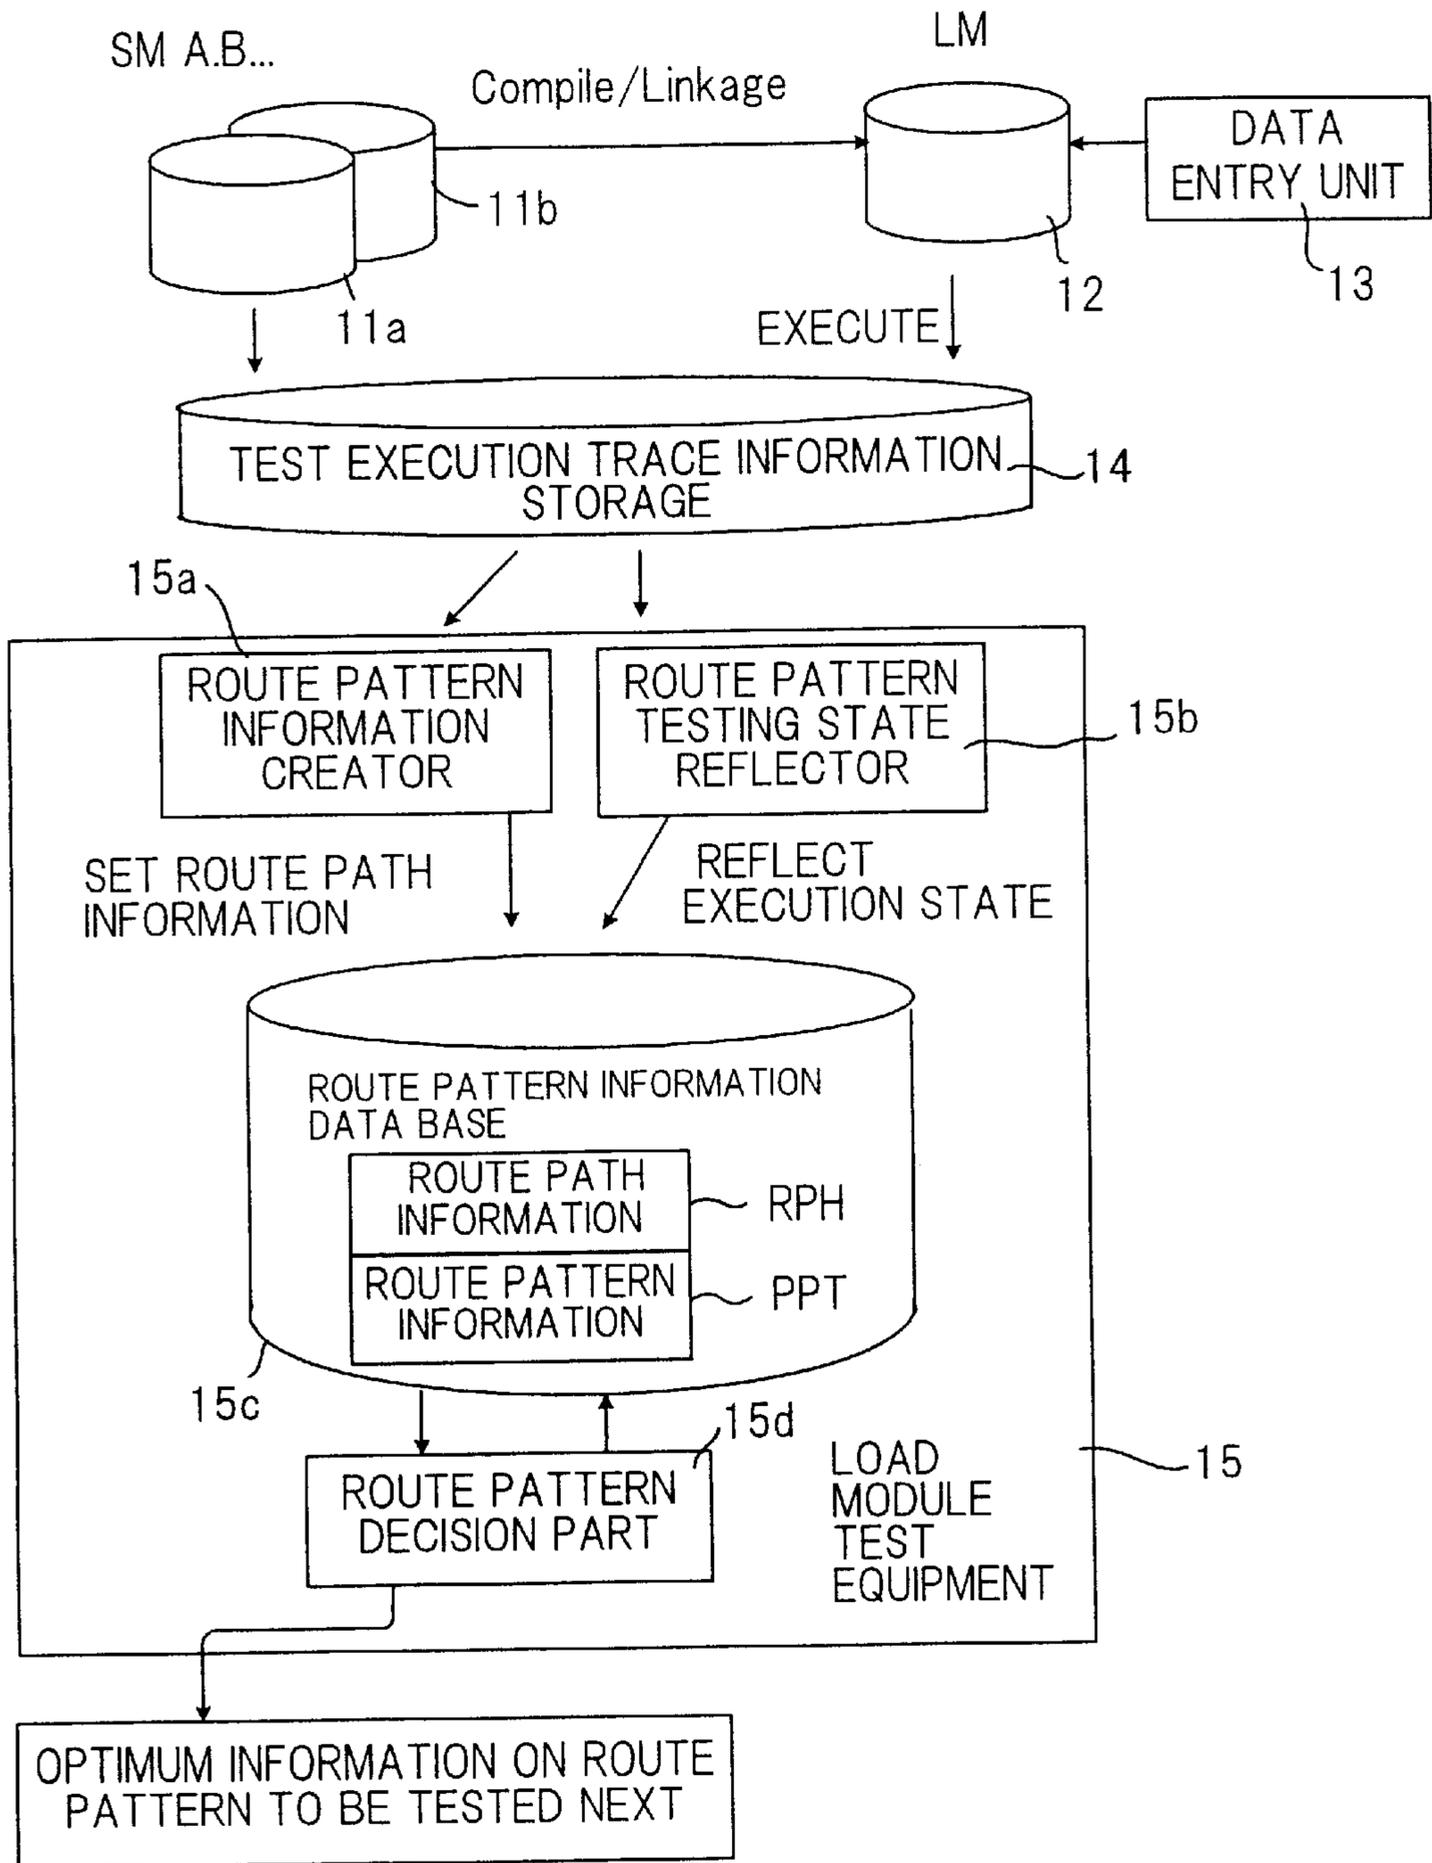 SM A.B...
LM
Compile/Linkage
DATA
ENTRY UNIT
11b
13
12
11a
EXECUTE
TEST EXECUTION TRACE INFORMATION
STORAGE
14
15a
ROUTE PATTERN
INFORMATION
CREATOR
ROUTE PATTERN
TESTING STATE
REFLECTOR
15b
SET ROUTE PATH
INFORMATION
REFLECT
EXECUTION STATE
ROUTE PATTERN INFORMATION
DATA BASE
ROUTE PATH
INFORMATION
RPH
ROUTE PATTERN
INFORMATION
PPT
15c
15d
ROUTE PATTERN
DECISION PART
LOAD
MODULE
TEST
EQUIPMENT
15
OPTIMUM INFORMATION ON ROUTE
PATTERN TO BE TESTED NEXT